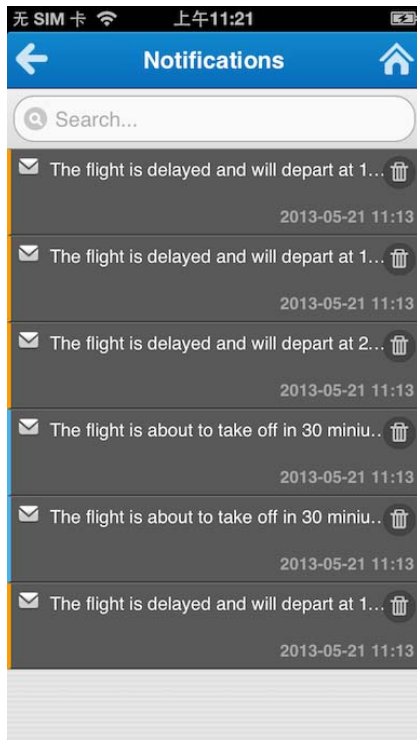 无 SIM 卡 上午11:21
Notifications
Search...
The flight is delayed and will depart at 1...
2013-05-21 11:13
The flight is delayed and will depart at 1...
2013-05-21 11:13
The flight is delayed and will depart at 2...
2013-05-21 11:13
The flight is about to take off in 30 miniu...
2013-05-21 11:13
The flight is about to take off in 30 miniu...
2013-05-21 11:13
The flight is delayed and will depart at 1...
2013-05-21 11:13